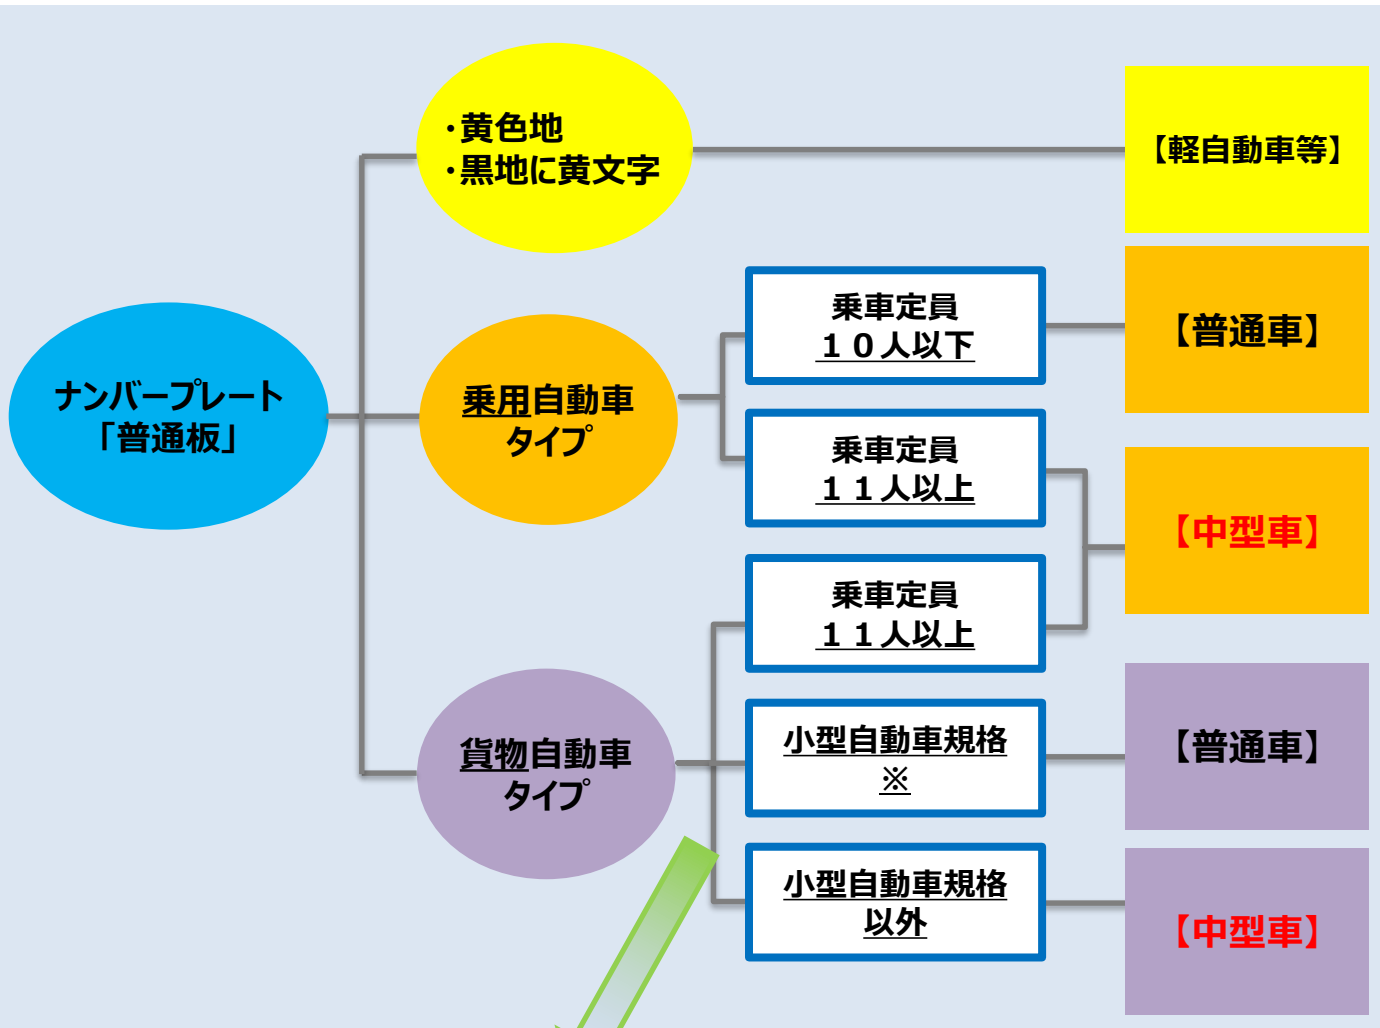 ・黄色地
・黒地に黄文字
【軽自動車等】
ナンバープレート
「普通板」
乗用自動車
タイプ
乗車定員
１０人以下
【普通車】
乗車定員
１１人以上
【中型車】
乗車定員
１１人以上
貨物自動車
タイプ
小型自動車規格
※
【普通車】
小型自動車規格
以外
【中型車】